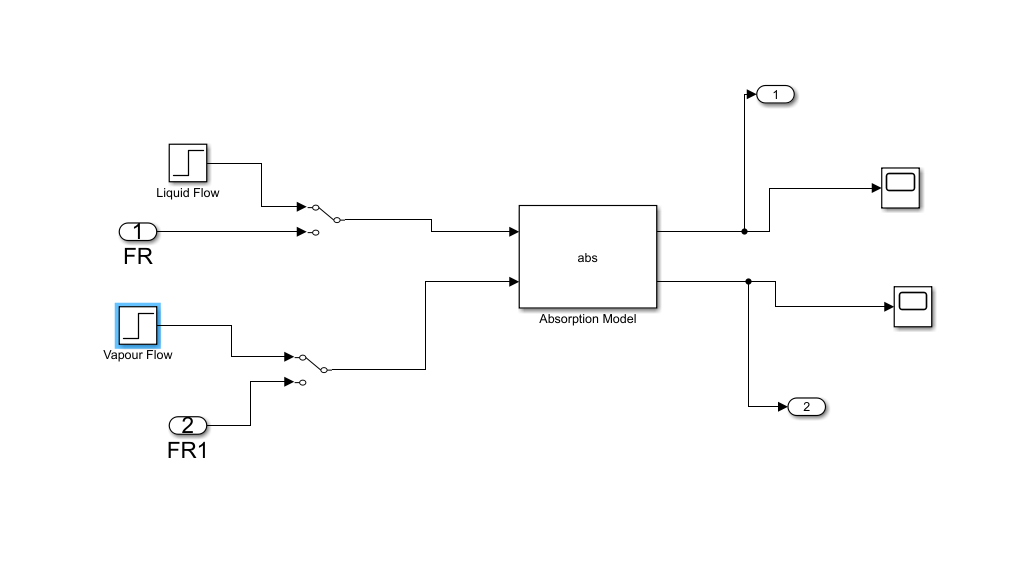 1
Liquid Flow
1
FR
abs
Absorption Model
Vapour Flow
2
2
FR1